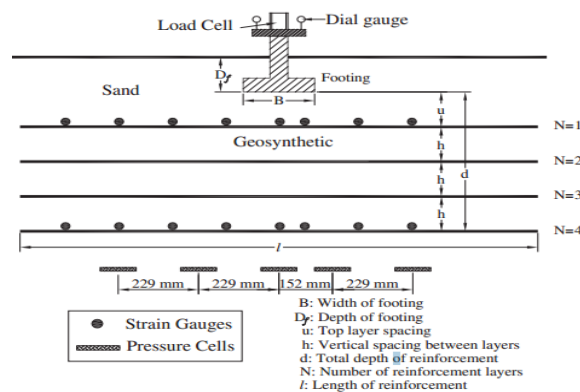 Load Cell
Dial gauge
Df
Footing
Sand
B
u
N=1
Geosynthetic
h
N=2
h
d
N=3
h
N=4
l
229 mm
229 mm
152 mm
229 mm
Strain Gauges
Pressure Cells
B: Width of footing
Df: Depth of footing
u: Top layer spacing
h: Vertical spacing between layers
d: Total depth of reinforcement
N: Number of reinforcement layers
l: Length of reinforcement